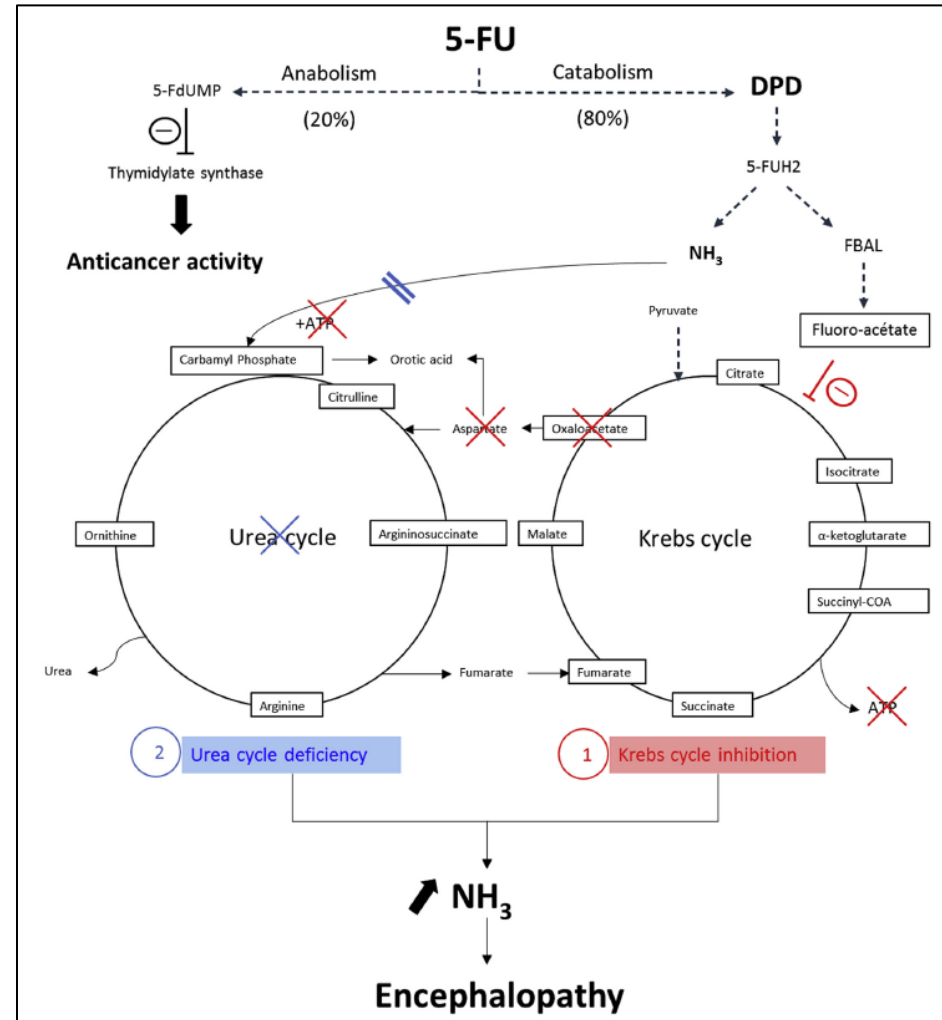 5-FU
Anabolism
Catabolism
5-FdUMP
DPD
(20%)
(80%)
Thymidylate synthase
5-FUH2
Anticancer activity
NH₃
FBAL
Pyruvate
Fluoro-acétate
+ATP
Carbamyl Phosphate
Orotic acid
Citrate
Citrulline
Aspartate
Oxaloacetate
Isocitrate
Ornithine
Urea cycle
Argininosuccinate
Malate
Krebs cycle
α-ketoglutarate
Succinyl-COA
Urea
Fumarate
Fumarate
ATP
Arginine
Succinate
2 Urea cycle deficiency
1 Krebs cycle inhibition
NH₃
Encephalopathy